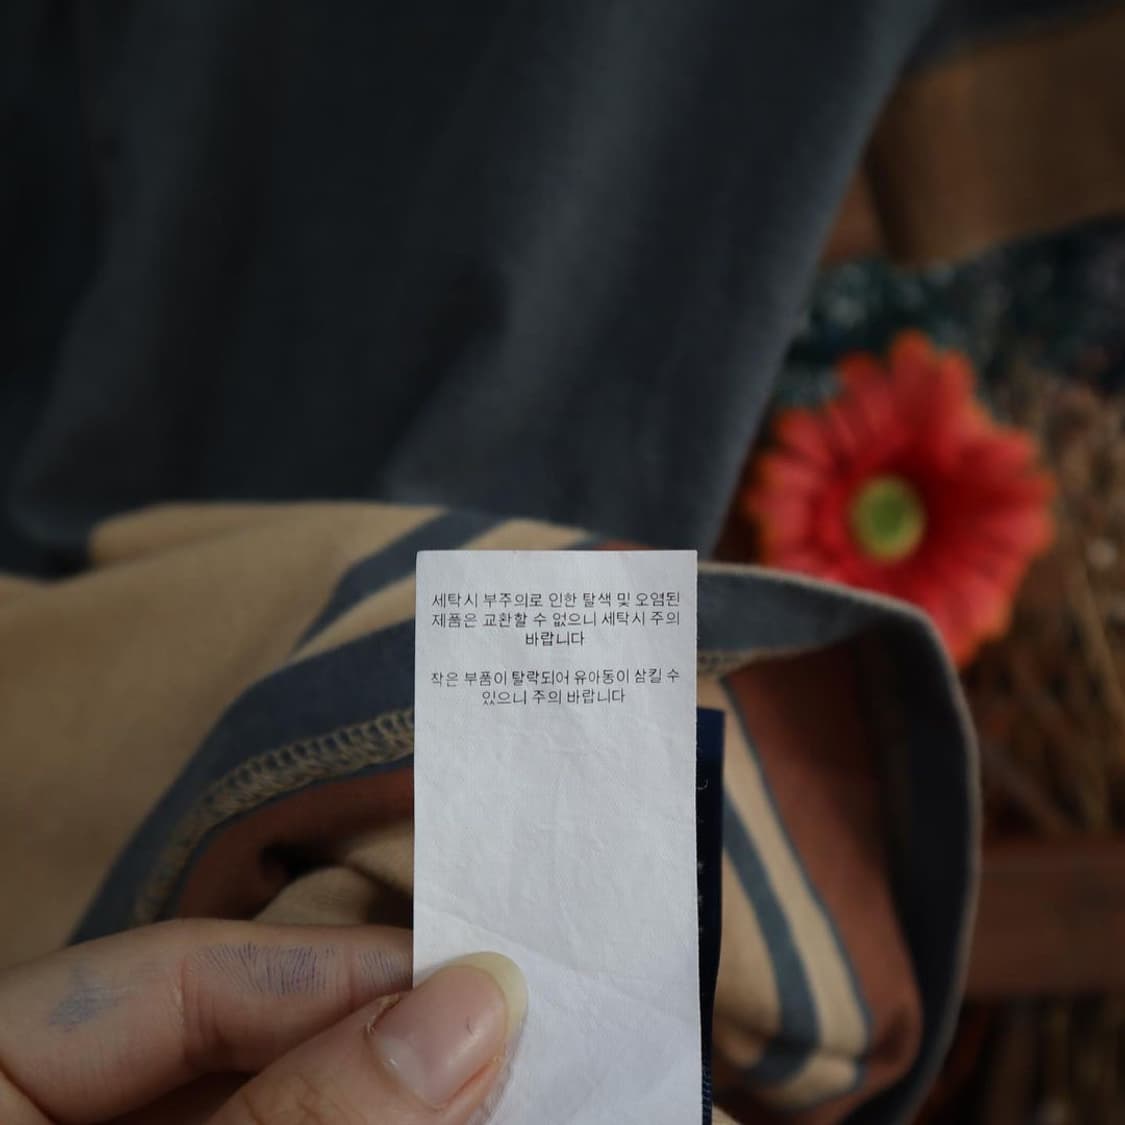 세탁시 부주의로 인한 탈색 및 오염된
제품은 교환할 수 없으니 세탁시 주의
바랍니다
작은 부품이 탈락되어 유아동이 삼킬 수
있으니 주의 바랍니다